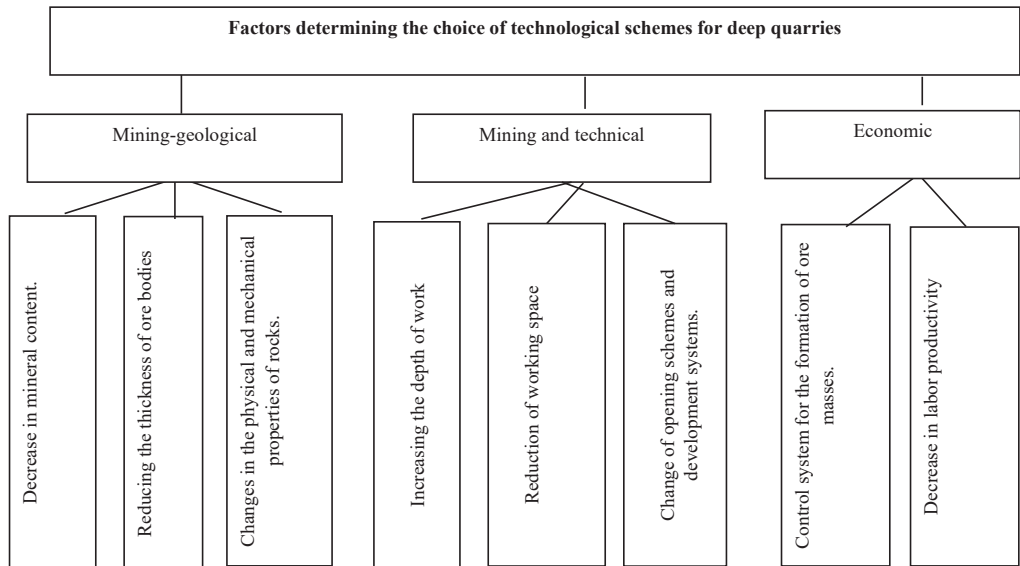 Factors determining the choice of technological schemes for deep quarries
Mining-geological
Mining and technical
Economic
Decrease in mineral content.
Reducing the thickness of ore bodies
Changes in the physical and mechanical
properties of rocks.
Increasing the depth of work
Reduction of working space
Change of opening schemes and
development systems.
Control system for the formation of ore
masses.
Decrease in labor productivity